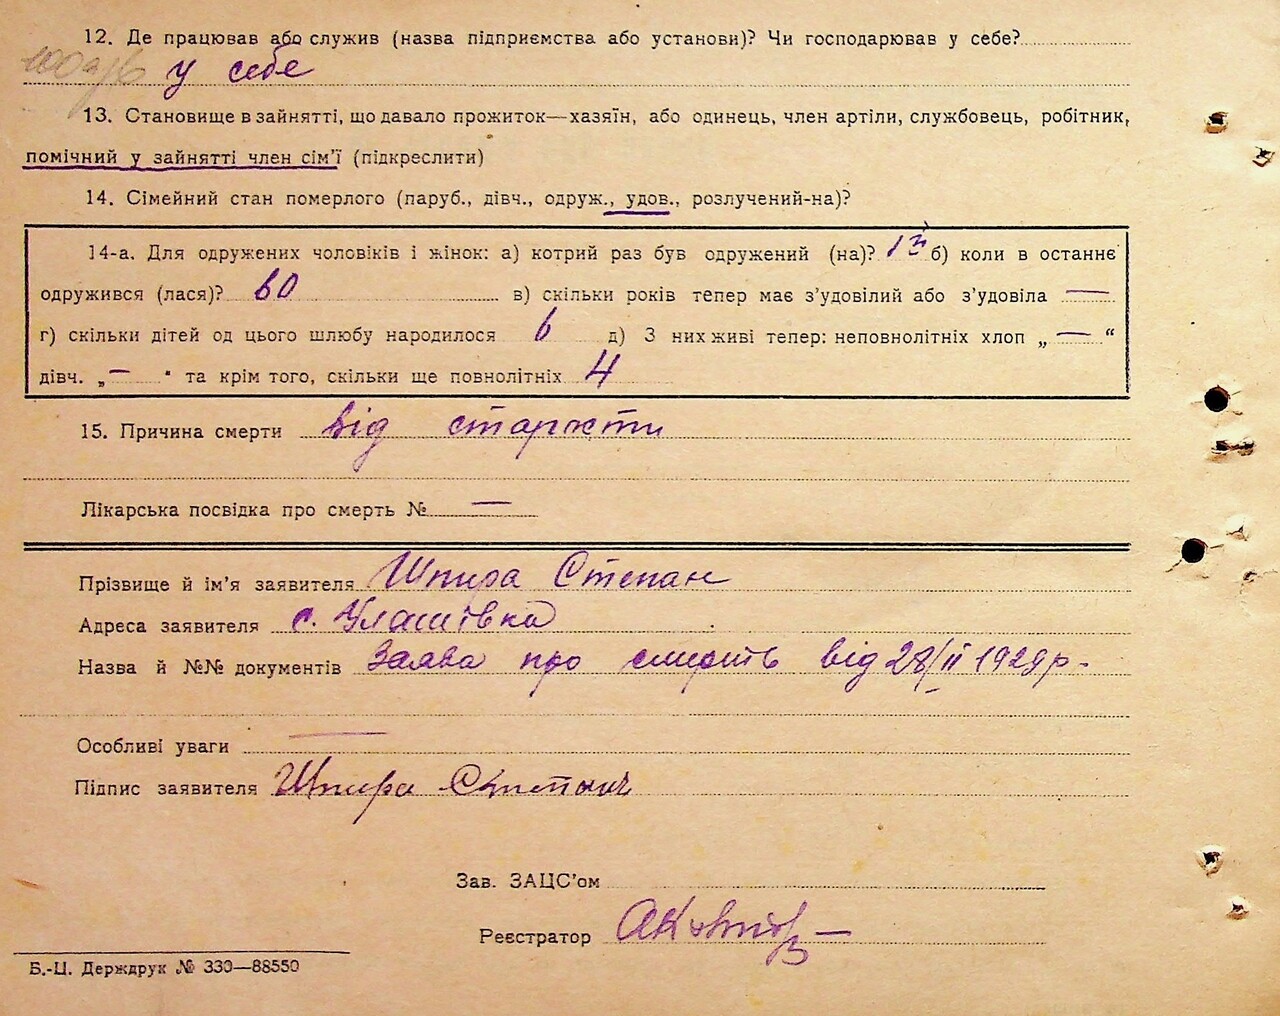 12. Де працював або служив (назва підприємства або установи)? Чи господарював у себе?
у себе
13. Становище в зайнятті, що давало прожиток—хазяїн, або одинець, член артіли, службовець, робітник,
помічний у зайнятті член сім'ї (підкреслити)
14. Сімейний стан померлого (паруб., дівч., одруж., удов., розлучений-на)?
14-а. Для одружених чоловіків і жінок: а) котрий раз був одружений (на)? 1й б) коли в останнє
одружився (лася)? 60 в) скільки років тепер має з'удовілий або з'удовіла —
г) скільки дітей од цього шлюбу народилося 6 д) З них живі тепер: неповнолітніх хлоп „ — “
дівч. „ — “ та крім того, скільки ще повнолітніх 4
15. Причина смерти від старости
Лікарська посвідка про смерть № —
Прізвище й ім'я заявителя Шпира Степан
Адреса заявителя с. Улашівка
Назва й №№ документів Заява про смерть від 28/II 1929р.
Особливі уваги —
Підпис заявителя Шпира
Зав. ЗАЦС'ом
Реєстратор
Б.-Ц. Держдрук № 330—88550